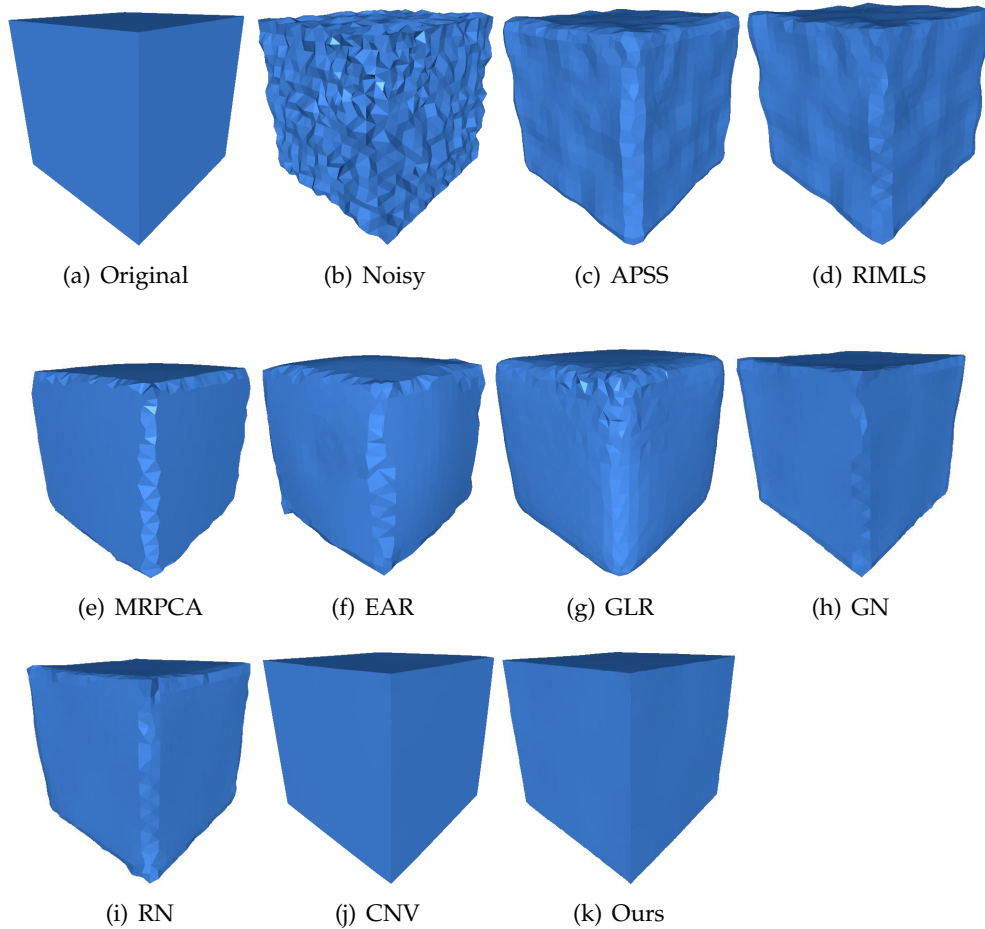 (a) Original
(b) Noisy
(c) APSS
(d) RIMLS
(e) MRPCA
(f) EAR
(g) GLR
(h) GN
(i) RN
(j) CNV
(k) Ours